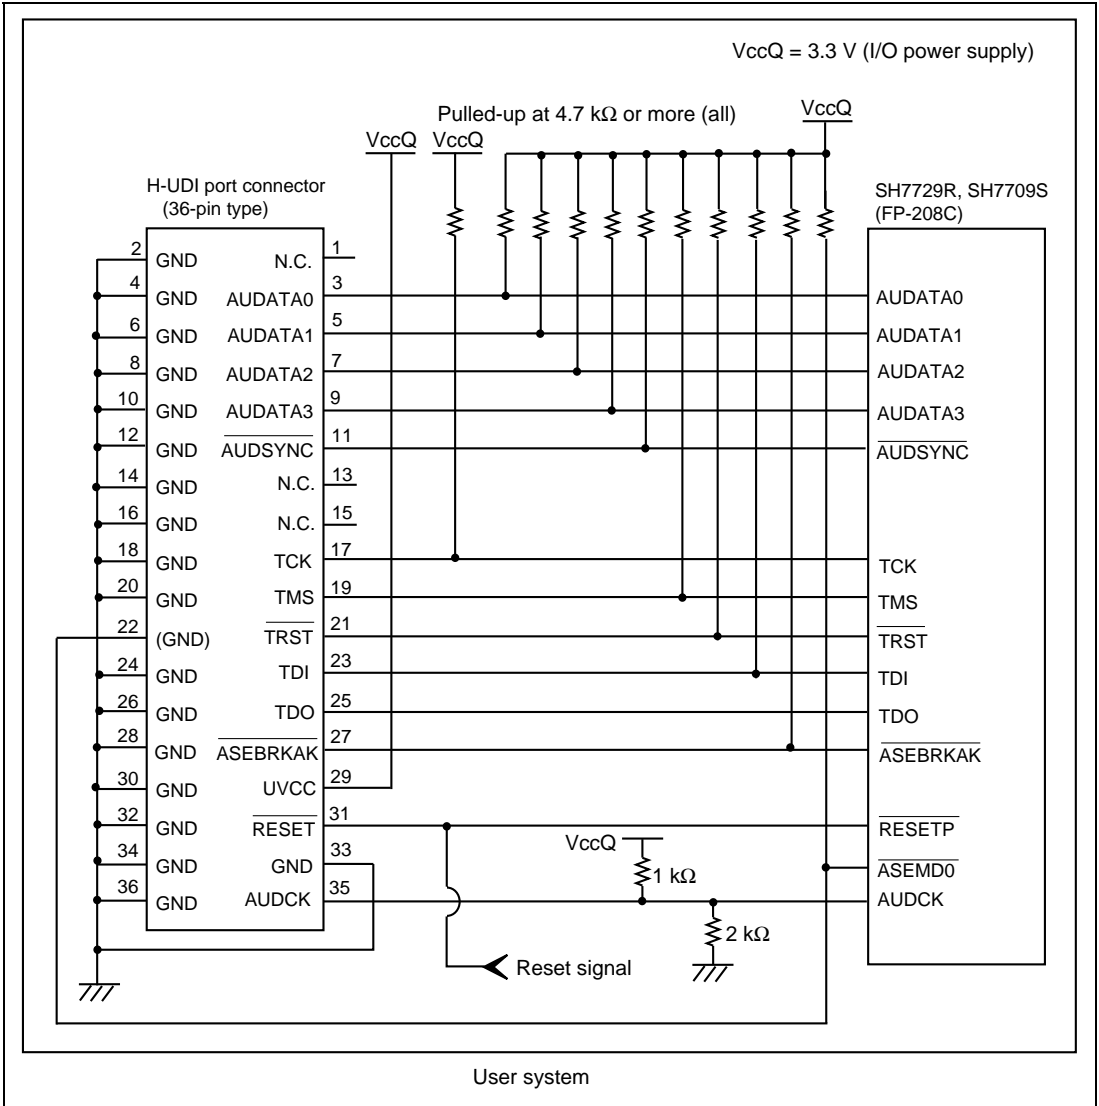 VccQ = 3.3 V (I/O power supply)
Pulled-up at 4.7 kΩ or more (all)
VccQ
VccQ
VccQ
H-UDI port connector
(36-pin type)
SH7729R, SH7709S
(FP-208C)
2 GND N.C. 1
4 GND AUDATA0 3 AUDATA0
6 GND AUDATA1 5 AUDATA1
8 GND AUDATA2 7 AUDATA2
10 GND AUDATA3 9 AUDATA3
12 GND AUDSYNC 11 AUDSYNC
14 GND N.C. 13
16 GND N.C. 15
18 GND TCK 17 TCK
20 GND TMS 19 TMS
22 (GND) TRST 21 TRST
24 GND TDI 23 TDI
26 GND TDO 25 TDO
28 GND ASEBRKAK 27 ASEBRKAK
30 GND UVCC 29
32 GND RESET 31 RESETP
VccQ
34 GND GND 33 ASEMD0
1 kΩ
36 GND AUDCK 35 AUDCK
2 kΩ
Reset signal
User system